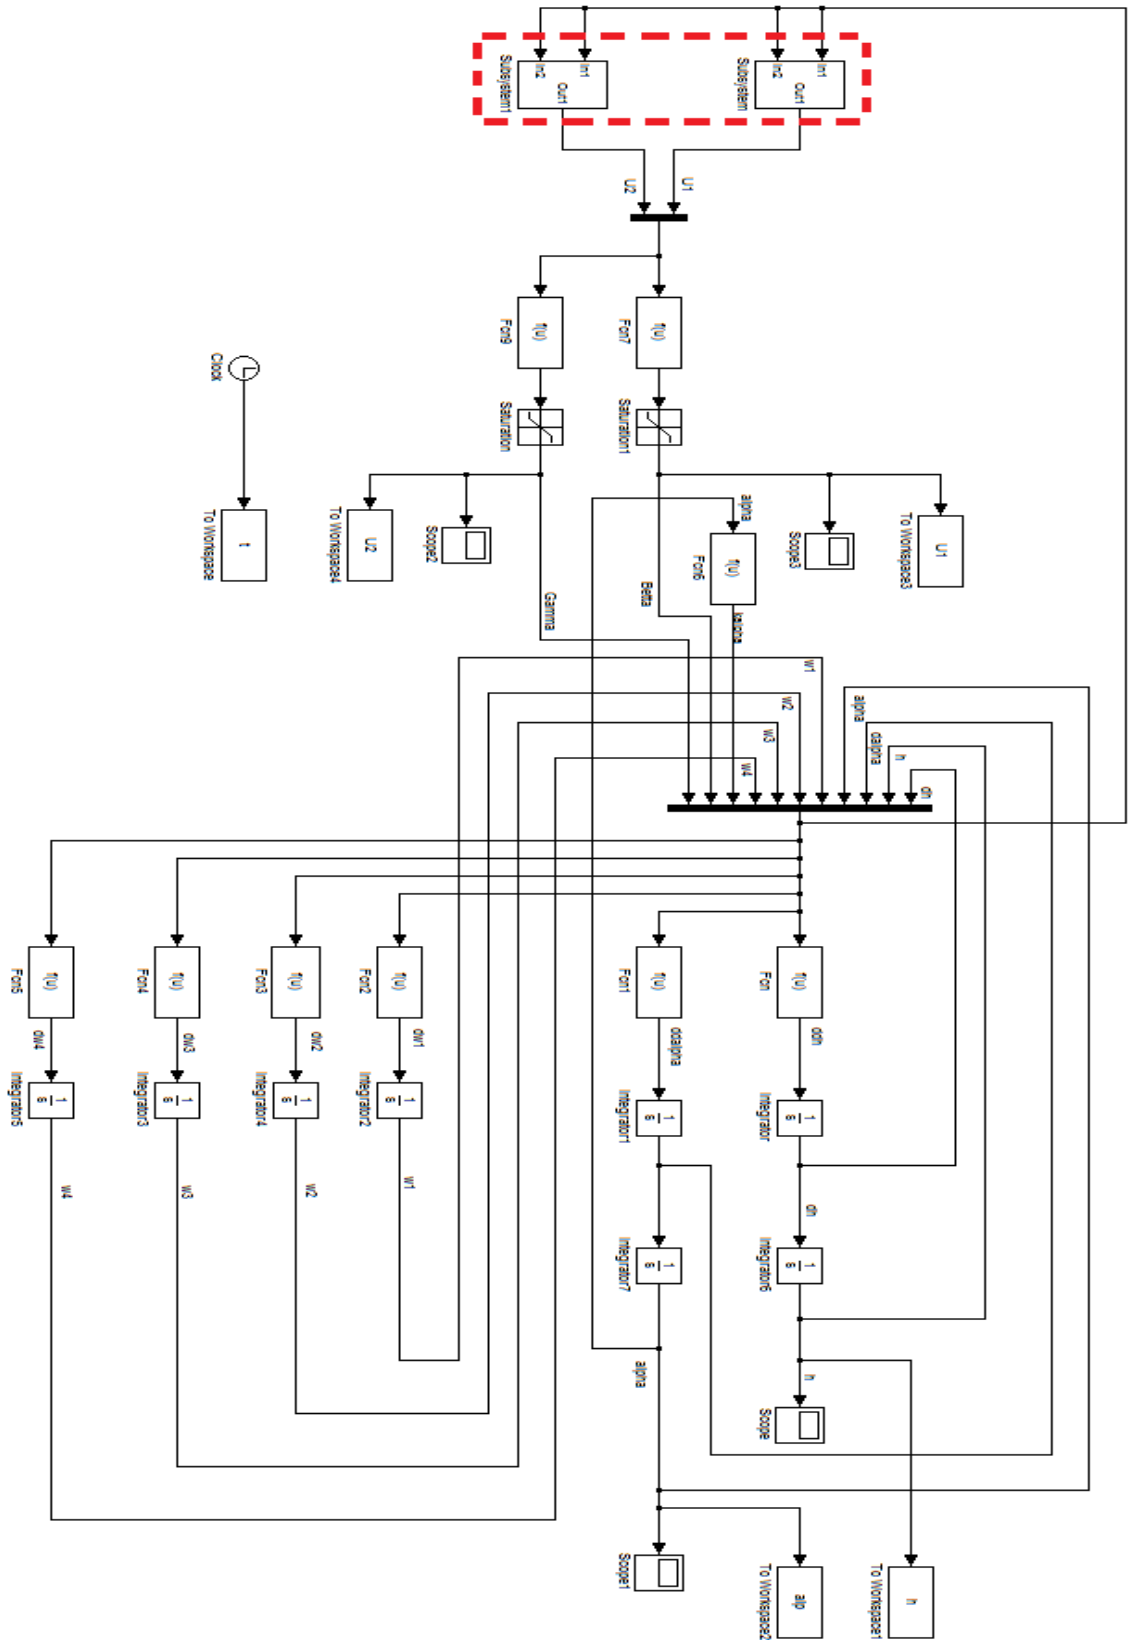 In1
In2
Out1
Subsystem
In1
In2
Out1
Subsystem1
U1
U2
f(u)
Fcn7
f(u)
Fcn9
Saturation1
Saturation
Clock
t
To Workspace
U2
To Workspace4
Scope2
U1
To Workspace3
Scope3
alpha
f(u)
Fcn6
kalpha
Betta
Gamma
w1
w2
w3
w4
alpha
dalpha
h
dh
f(u)
Fcn
ddh
1
s
Integrator
dh
1
s
Integrator6
h
Scope
h
To Workspace1
f(u)
Fcn1
ddalpha
1
s
Integrator1
1
s
Integrator7
alpha
Scope1
alp
To Workspace2
f(u)
Fcn2
dw1
1
s
Integrator2
w1
f(u)
Fcn3
dw2
1
s
Integrator4
w2
f(u)
Fcn4
dw3
1
s
Integrator3
w3
f(u)
Fcn5
dw4
1
s
Integrator5
w4